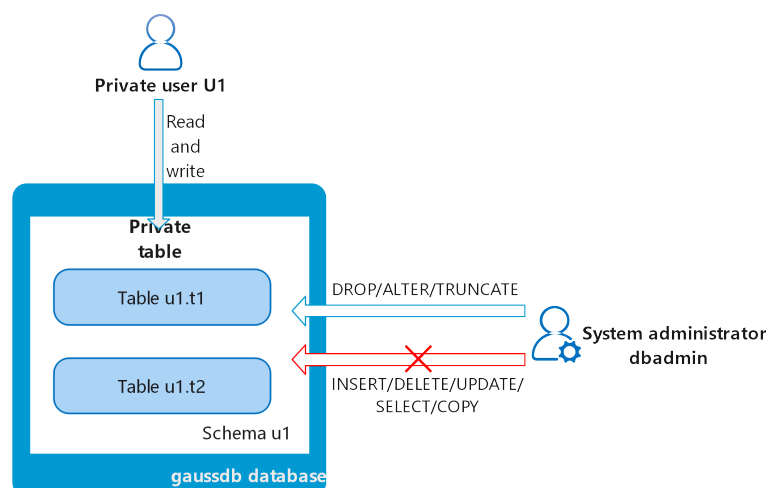 Private user U1
Read
and
write
Private
table
Table u1.t1
DROP/ALTER/TRUNCATE
System administrator
dbadmin
Table u1.t2
INSERT/DELETE/UPDATE/
SELECT/COPY
Schema u1
gaussdb database